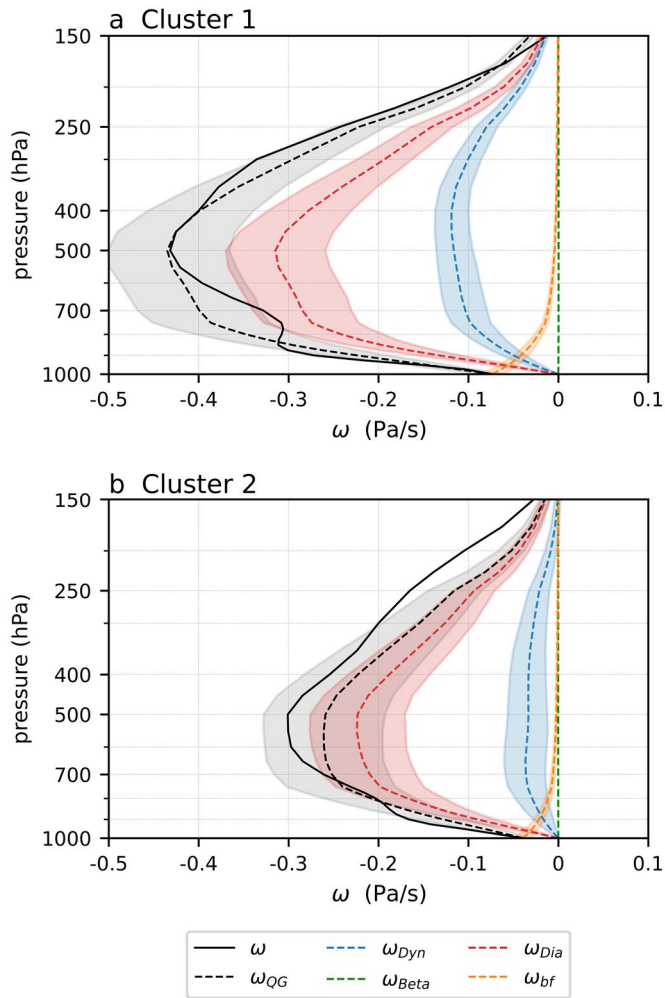 a Cluster 1
150
250
400
500
700
1000
pressure (hPa)
-0.5 -0.4 -0.3 -0.2 -0.1 0 0.1
ω (Pa/s)
b Cluster 2
150
250
400
500
700
1000
pressure (hPa)
-0.5 -0.4 -0.3 -0.2 -0.1 0 0.1
ω (Pa/s)
ω ω_Dyn ω_Dia
ω_QG ω_Beta ω_bf